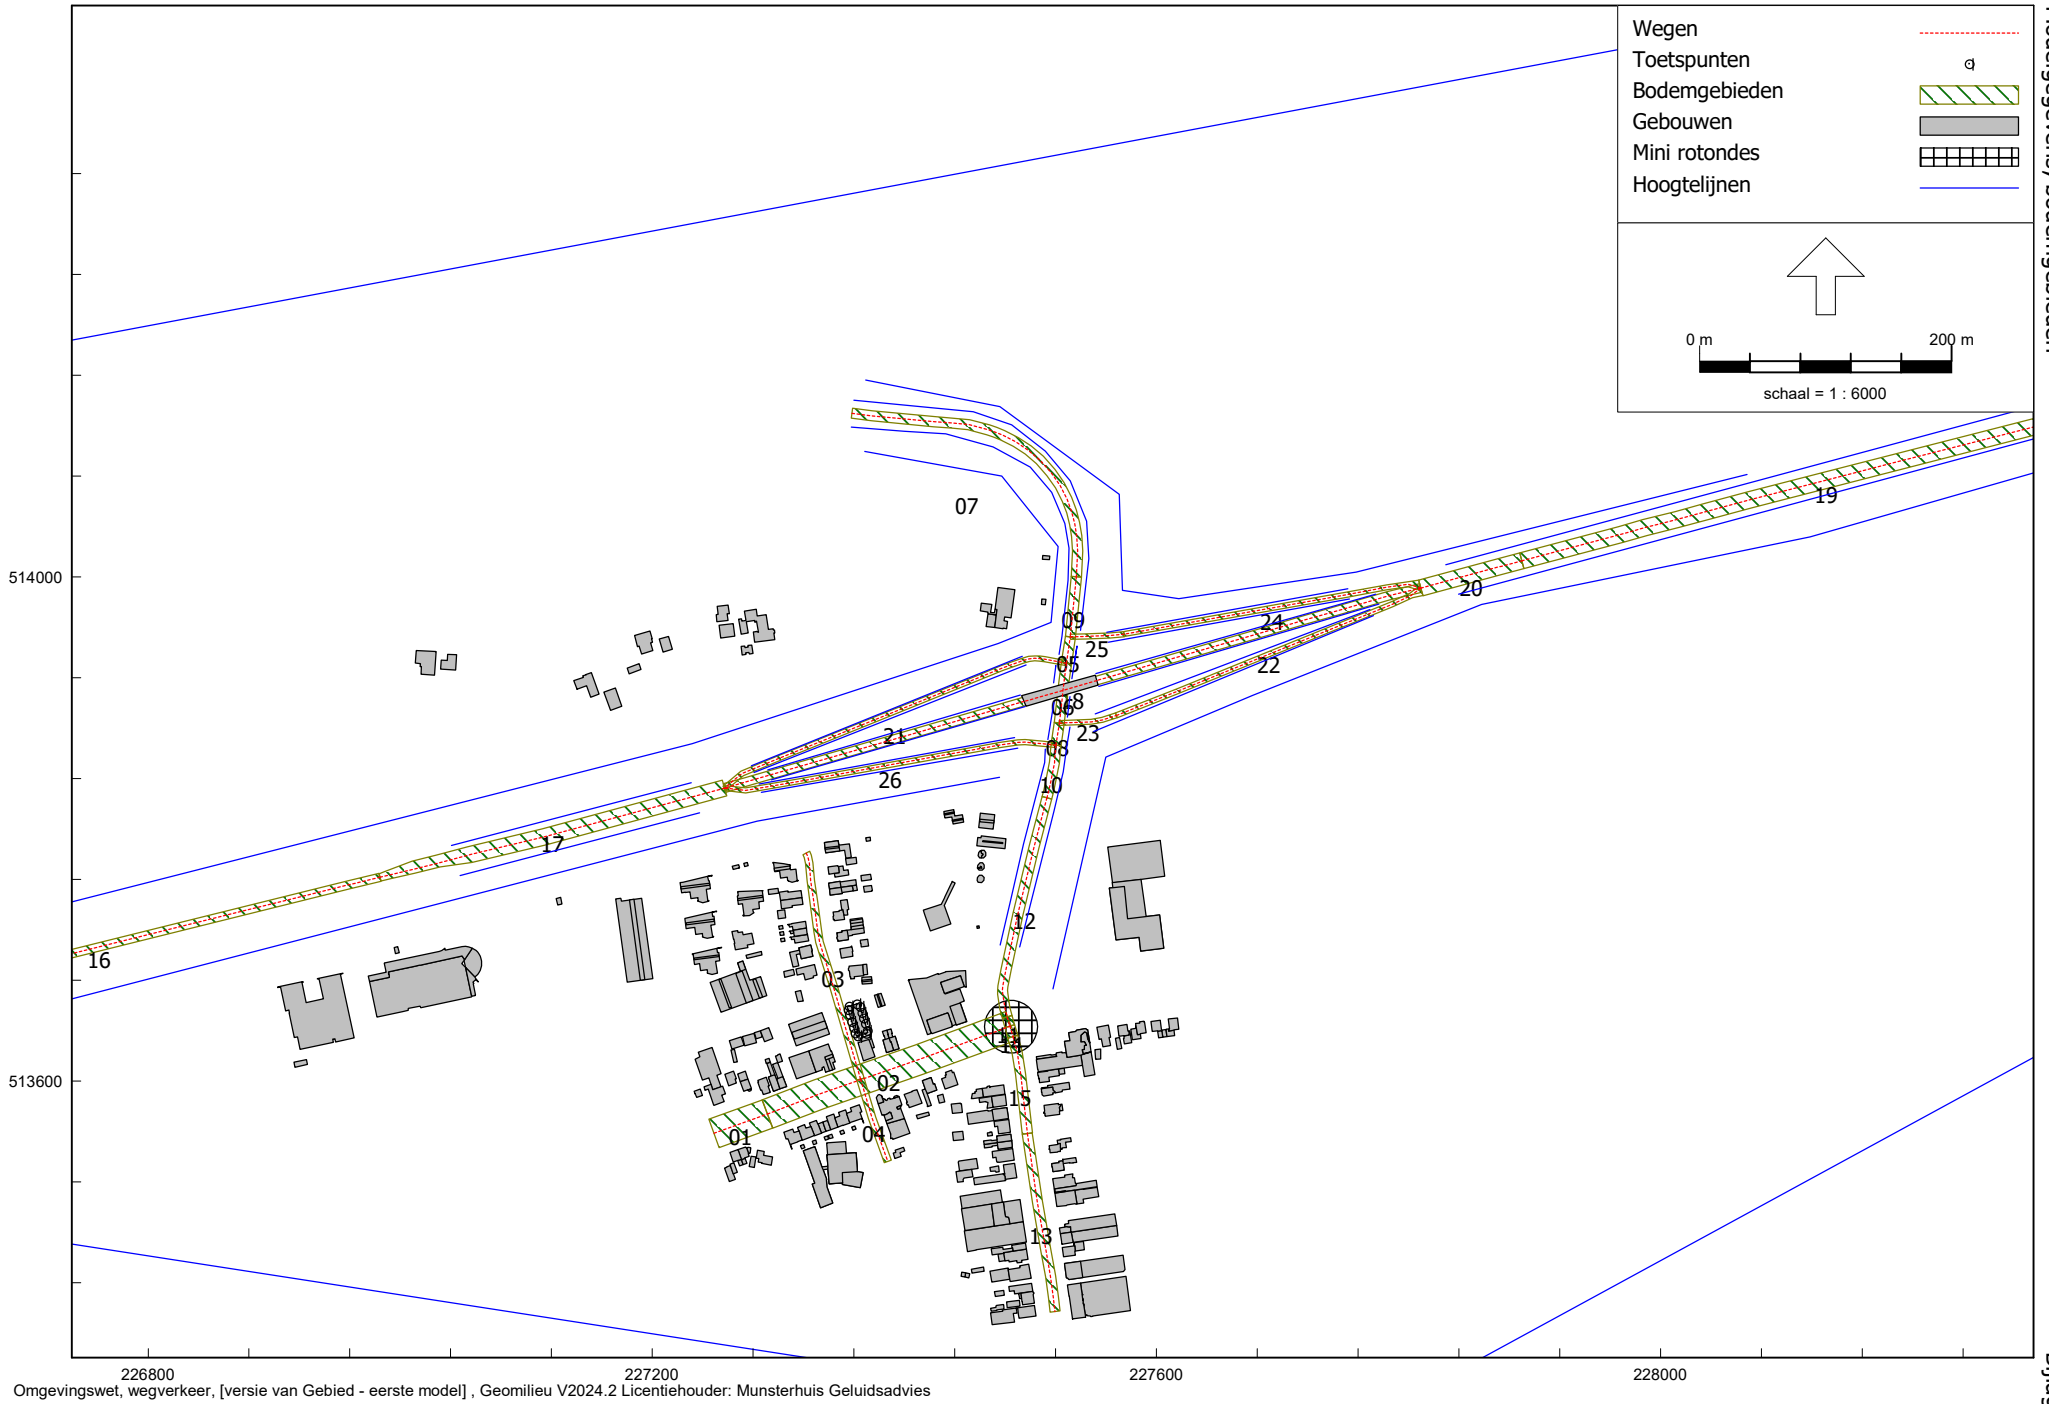 Wegen
Toetspunten
Bodemgebieden
Gebouwen
Mini rotondes
Hoogtelijnen
0 m 200 m
schaal = 1 : 6000
07
19
514000
20
09
24
25
05
22
06
18
21
23
08
26
10
17
12
16
03
11
14
513600
02
15
01
04
13
226800 227200 227600 228000
Omgevingswet, wegverkeer, [versie van Gebied - eerste model] , Geomilieu V2024.2 Licentiehouder: Munsterhuis Geluidsadvies